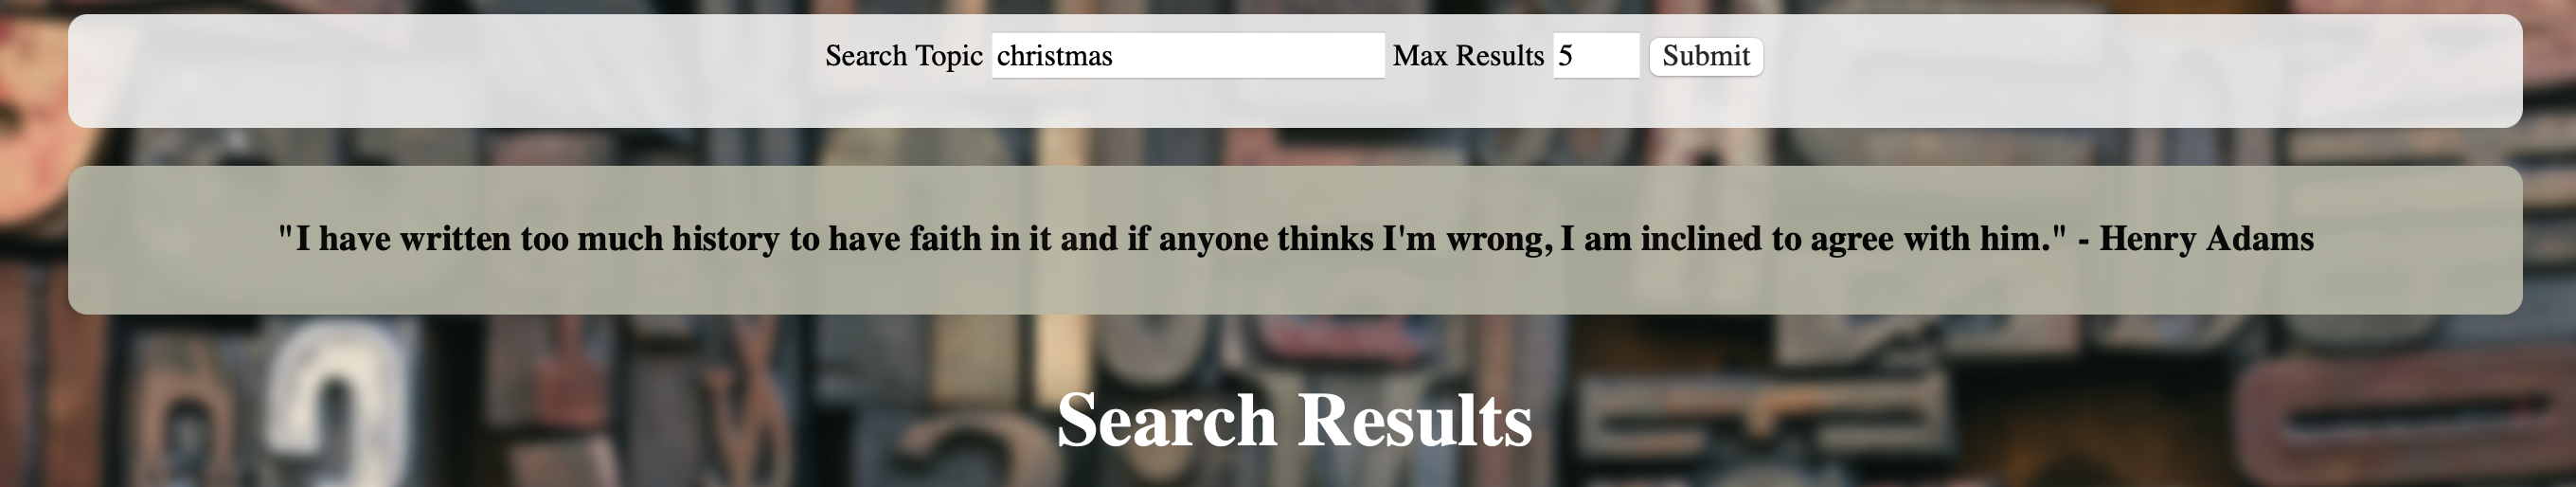 Search Topic christmas Max Results 5 Submit
"I have written too much history to have faith in it and if anyone thinks I'm wrong, I am inclined to agree with him." - Henry Adams
Search Results